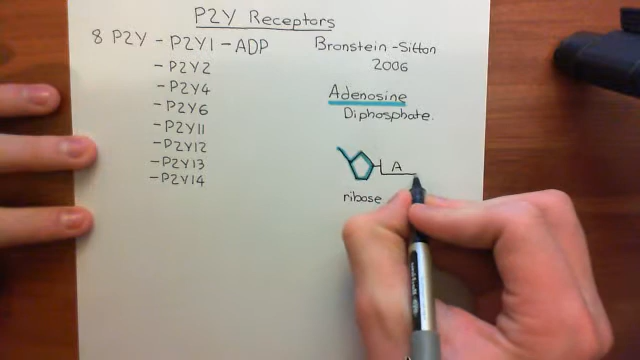 P2Y Receptors
8 P2Y - P2Y1 - ADP
- P2Y2
- P2Y4
- P2Y6
- P2Y11
- P2Y12
- P2Y13
- P2Y14
Bronstein-Sitton
2006
Adenosine
Diphosphate.
A
ribose